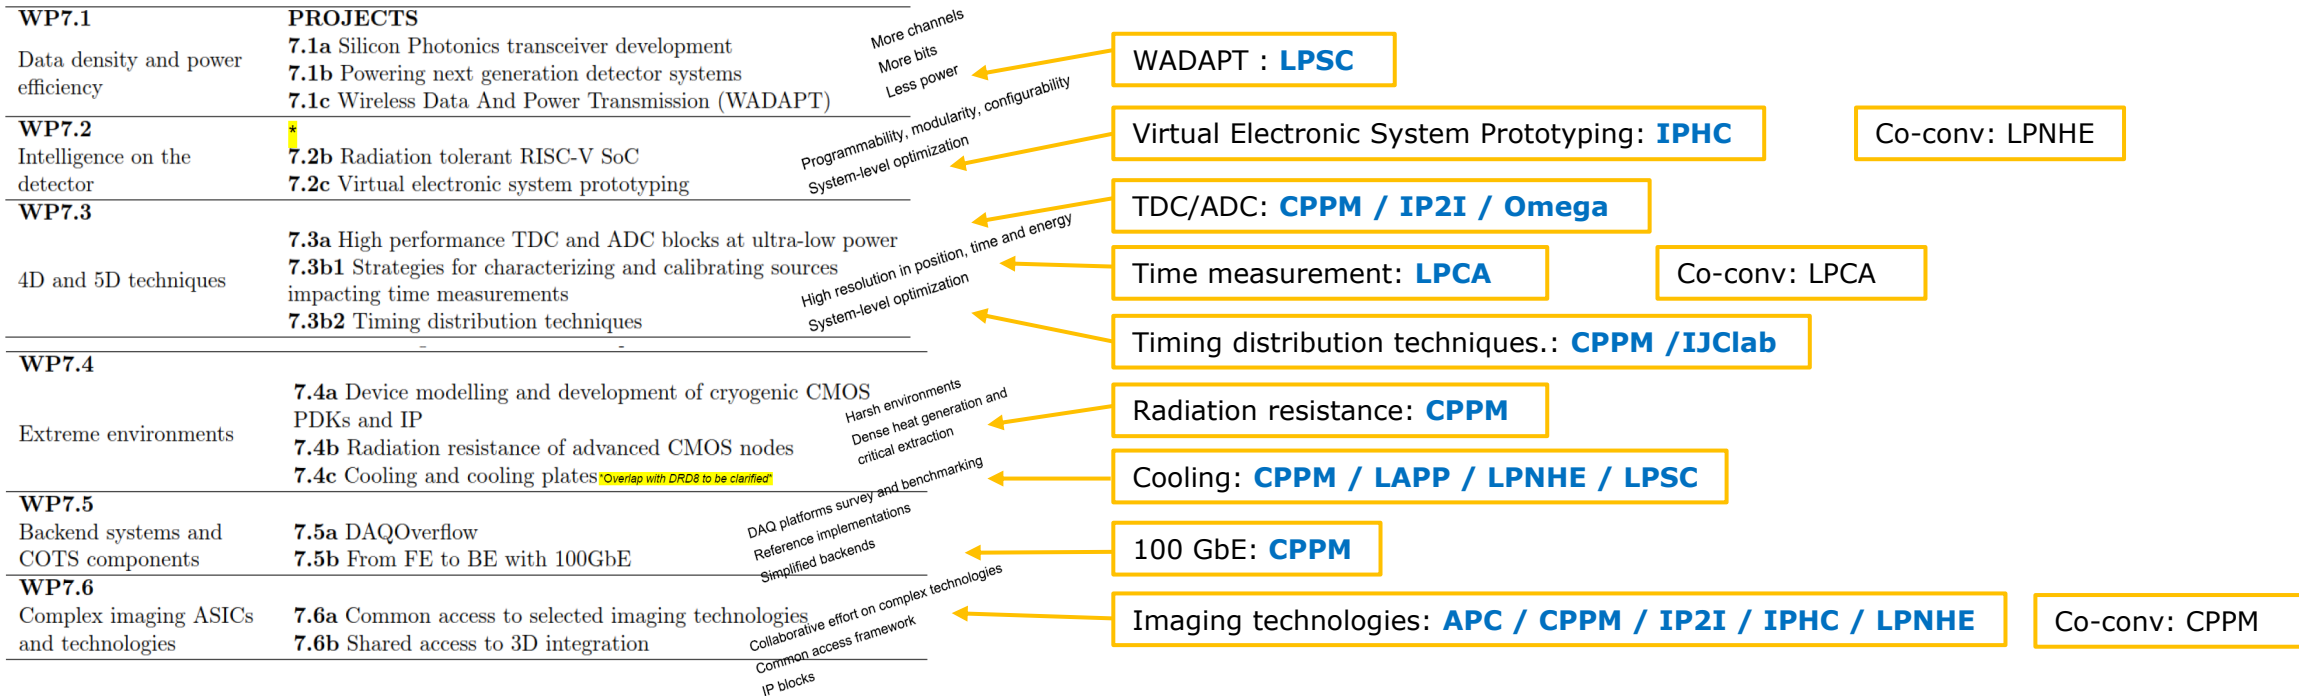 WP7.1 PROJECTS
Data density and power
efficiency
7.1a Silicon Photonics transceiver development
7.1b Powering next generation detector systems
7.1c Wireless Data And Power Transmission (WADAPT)
More channels
More bits
Less power
WADAPT : LPSC
WP7.2
*
Intelligence on the
detector
7.2b Radiation tolerant RISC-V SoC
7.2c Virtual electronic system prototyping
Programmability, modularity, configurability
System-level optimization
Virtual Electronic System Prototyping: IPHC
Co-conv: LPNHE
WP7.3
4D and 5D techniques
7.3a High performance TDC and ADC blocks at ultra-low power
7.3b1 Strategies for characterizing and calibrating sources
impacting time measurements
7.3b2 Timing distribution techniques
High resolution in position, time and energy
System-level optimization
TDC/ADC: CPPM / IP2I / Omega
Time measurement: LPCA
Co-conv: LPCA
Timing distribution techniques.: CPPM /IJClab
WP7.4
Extreme environments
7.4a Device modelling and development of cryogenic CMOS
PDKs and IP
7.4b Radiation resistance of advanced CMOS nodes
7.4c Cooling and cooling plates *Overlap with DRD8 to be clarified*
Harsh environments
Dense heat generation and
critical extraction
Radiation resistance: CPPM
Cooling: CPPM / LAPP / LPNHE / LPSC
WP7.5
Backend systems and
COTS components
7.5a DAQOverflow
7.5b From FE to BE with 100GbE
DAQ platforms survey and benchmarking
Reference implementations
Simplified backends
100 GbE: CPPM
WP7.6
Complex imaging ASICs
and technologies
7.6a Common access to selected imaging technologies
7.6b Shared access to 3D integration
Collaborative effort on complex technologies
Common access framework
IP blocks
Imaging technologies: APC / CPPM / IP2I / IPHC / LPNHE
Co-conv: CPPM